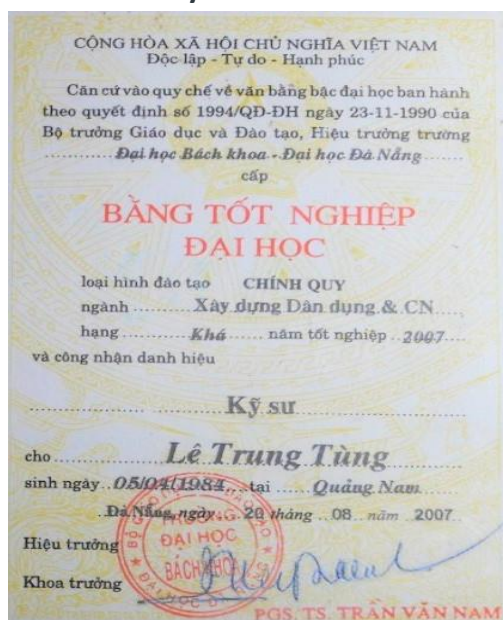 CỘNG HÒA XÃ HỘI CHỦ NGHĨA VIỆT NAM
Độc lập - Tự do - Hạnh phúc
Căn cứ vào quy chế về văn bằng bậc đại học ban hành
theo quyết định số 1994/QĐ-ĐH ngày 23-11-1990 của
Bộ trưởng Giáo dục và Đào tạo, Hiệu trưởng trường
Đại học Bách khoa - Đại học Đà Nẵng
cấp
BẰNG TỐT NGHIỆP
ĐẠI HỌC
loại hình đào tạo CHÍNH QUY
ngành Xây dựng Dân dụng & CN
hạng Khá năm tốt nghiệp 2007
và công nhận danh hiệu
Kỹ sư
cho Lê Trung Tùng
sinh ngày 05/04/1984 tại Quảng Nam
Đà Nẵng, ngày 20 tháng 08 năm 2007
Hiệu trưởng
TRƯỜNG
ĐẠI HỌC
BÁCH KHOA
Khoa trưởng
PGS. TS. TRẦN VĂN NAM